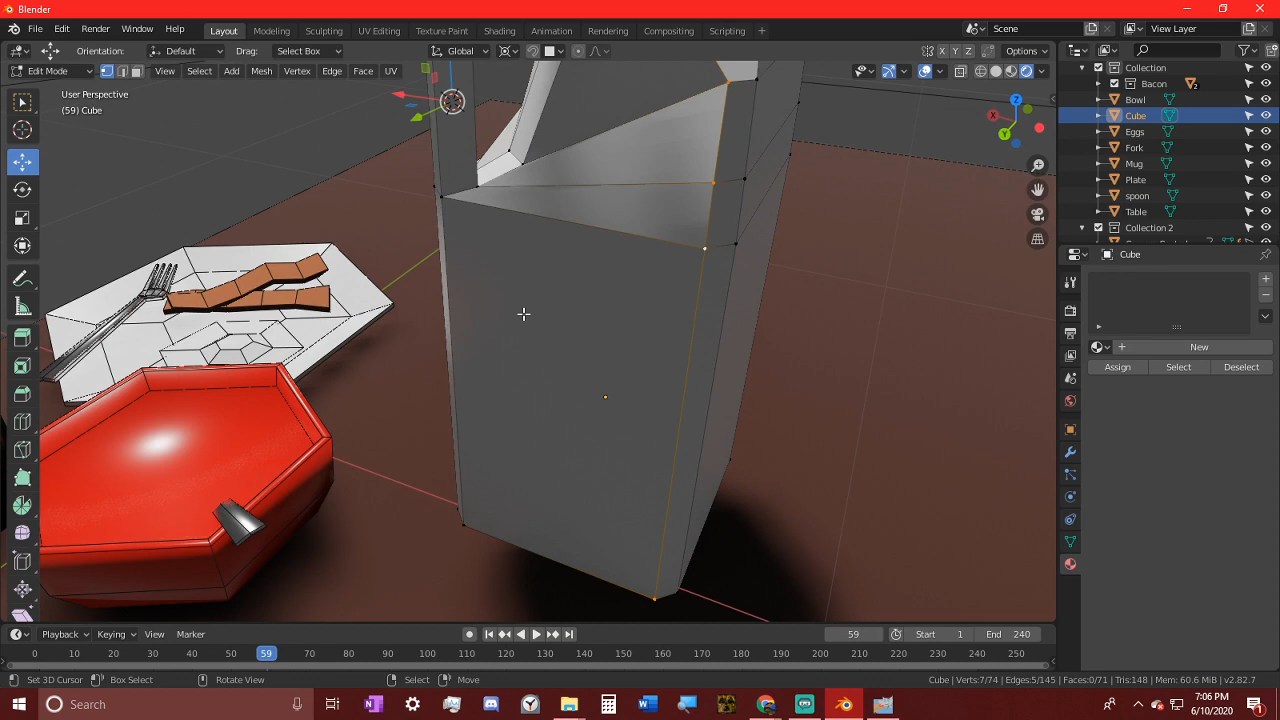 Blender
File Edit Render Window Help Layout Modeling Sculpting UV Editing Texture Paint Shading Animation Rendering Compositing Scripting + Scene View Layer
Orientation: Default Drag: Select Box Global X Y Z Options
Edit Mode View Select Add Mesh Vertex Edge Face UV
User Perspective
(59) Cube
X Y Z
Collection
Bacon 2
Bowl
Cube
Eggs
Fork
Mug
Plate
spoon
Table
Collection 2
Cube
New
Assign Select Deselect
Playback Keying View Marker 59 Start 1 End 240
0 10 20 30 40 50 59 70 80 90 100 110 120 130 140 150 160 170 180 190 200 210 220 230 240 250
Set 3D Cursor Box Select Rotate View Select Move Cube | Verts:7/74 | Edges:5/145 | Faces:0/71 | Tris:148 | Mem: 60.6 MiB | v2.82.7
Search
7:06 PM
6/10/2020